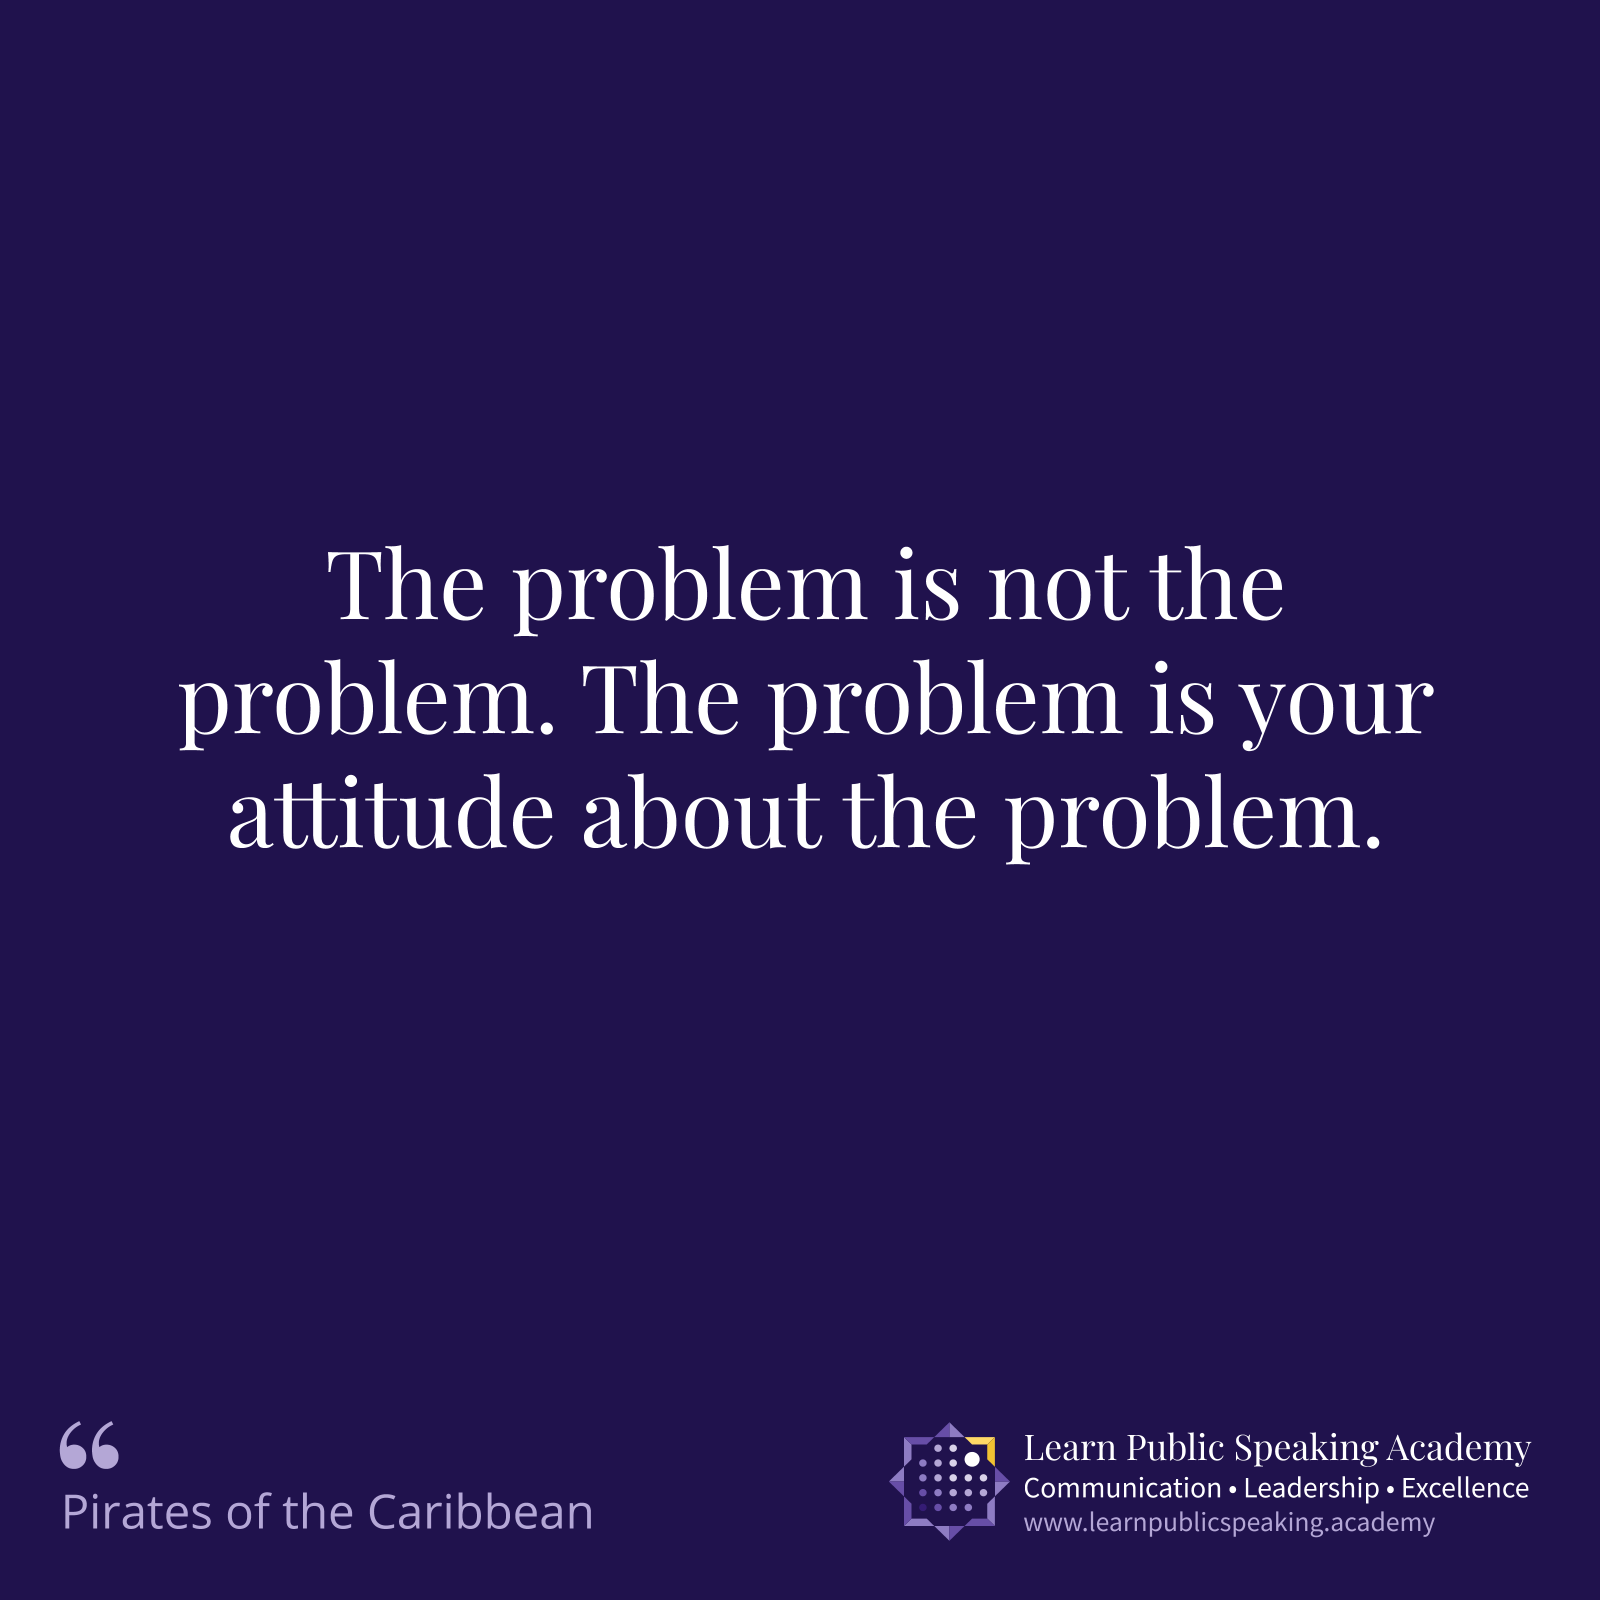 The problem is not the
problem. The problem is your
attitude about the problem.
“
Pirates of the Caribbean
Learn Public Speaking Academy
Communication • Leadership • Excellence
www.learnpublicspeaking.academy